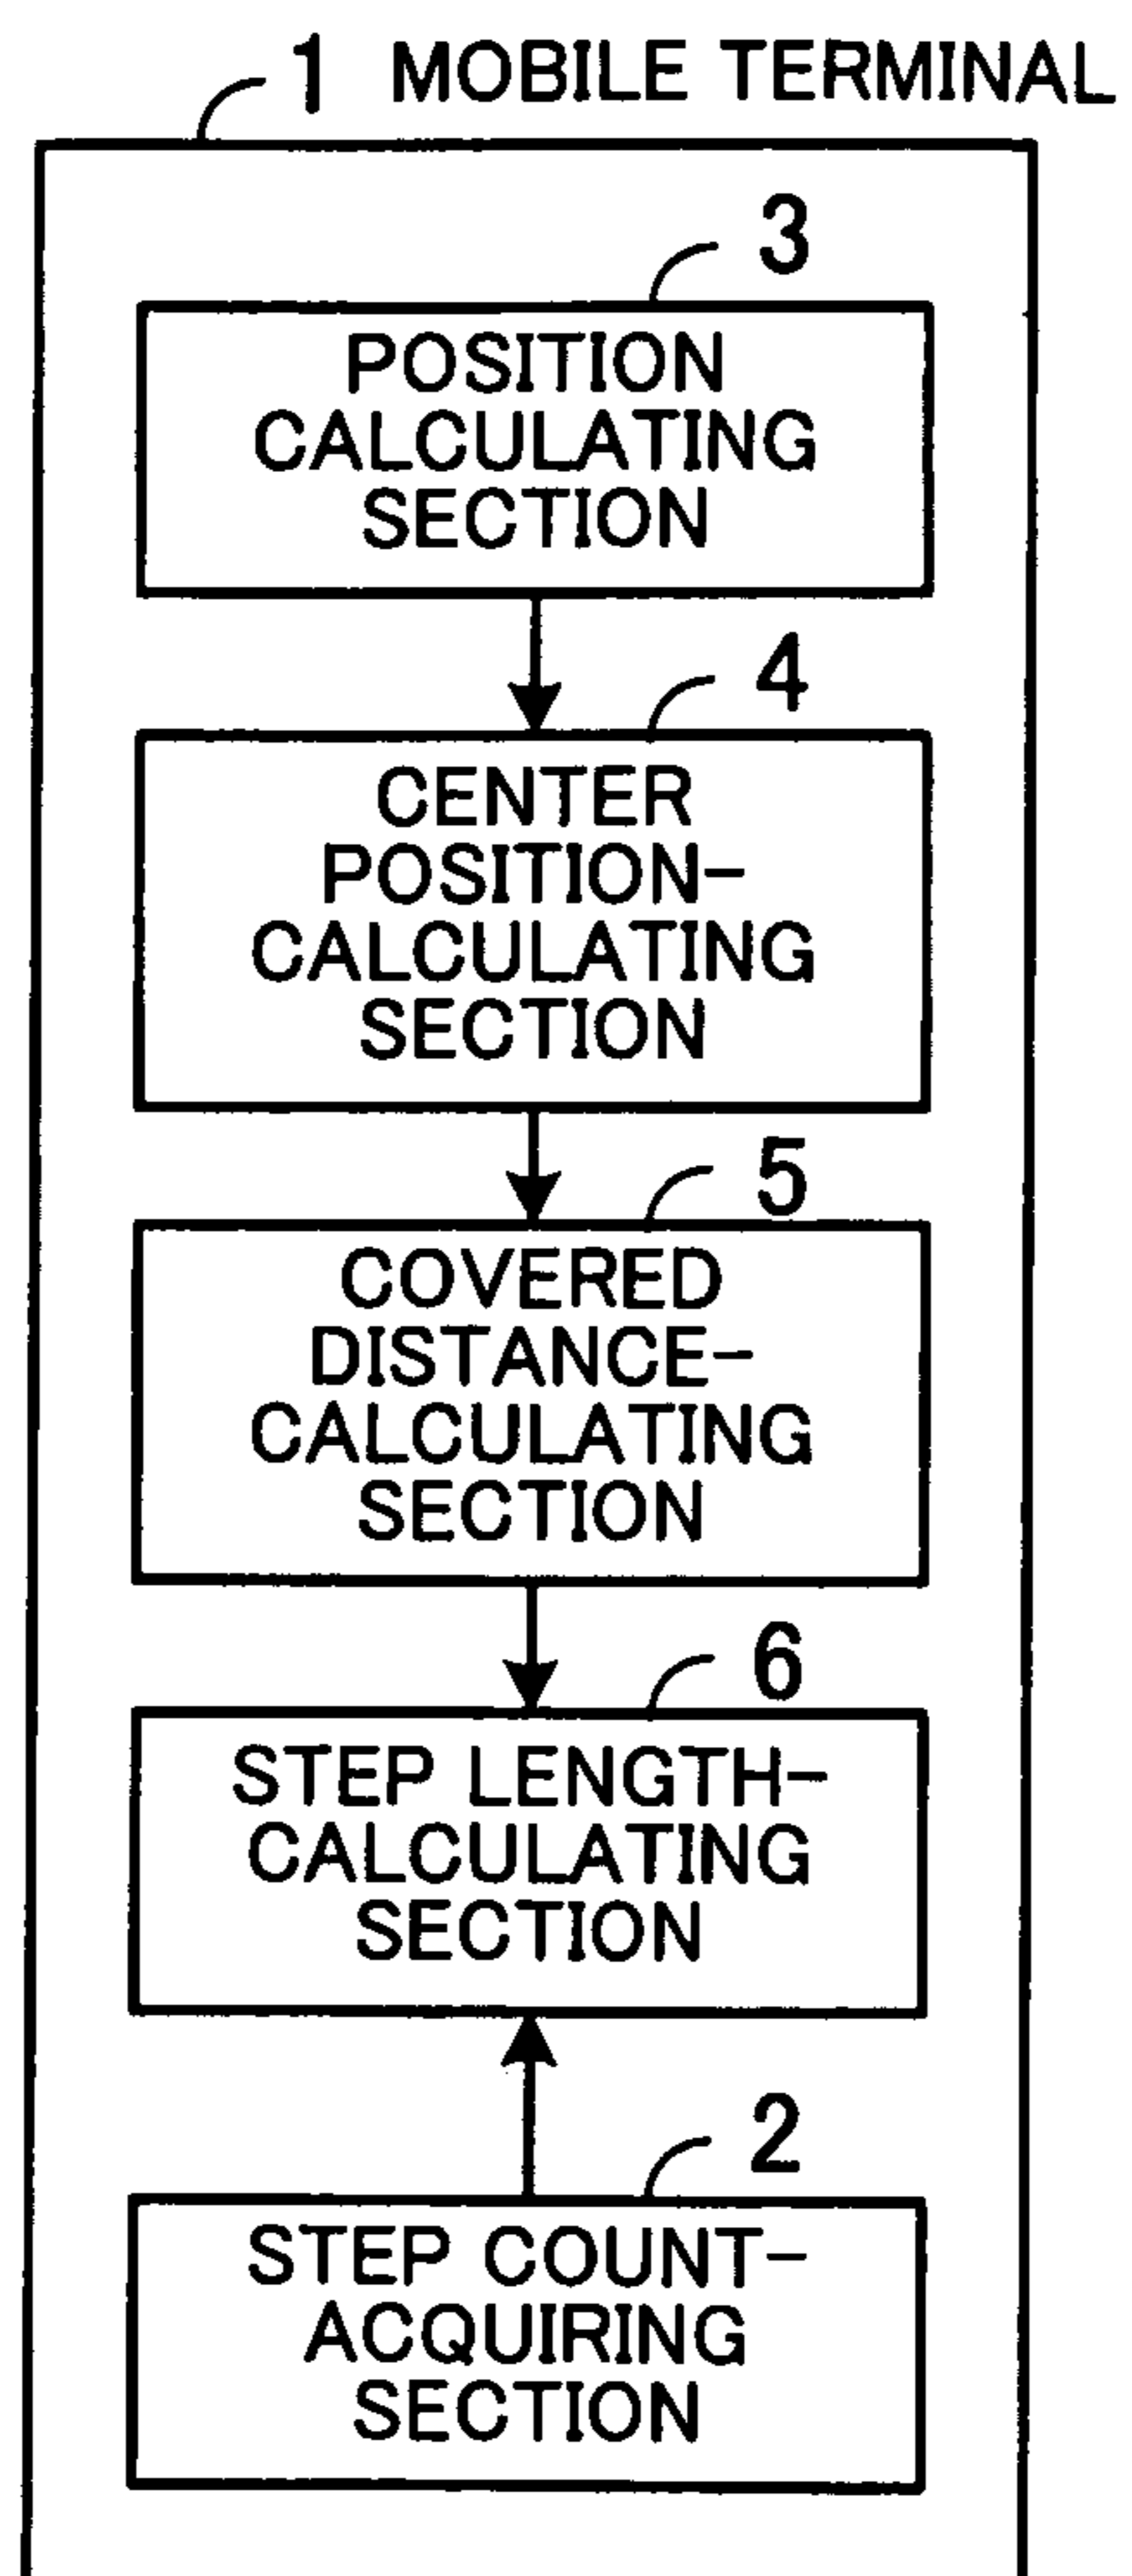 1 MOBILE TERMINAL
3
POSITION
CALCULATING
SECTION
4
CENTER
POSITION-
CALCULATING
SECTION
5
COVERED
DISTANCE-
CALCULATING
SECTION
6
STEP LENGTH-
CALCULATING
SECTION
2
STEP COUNT-
ACQUIRING
SECTION